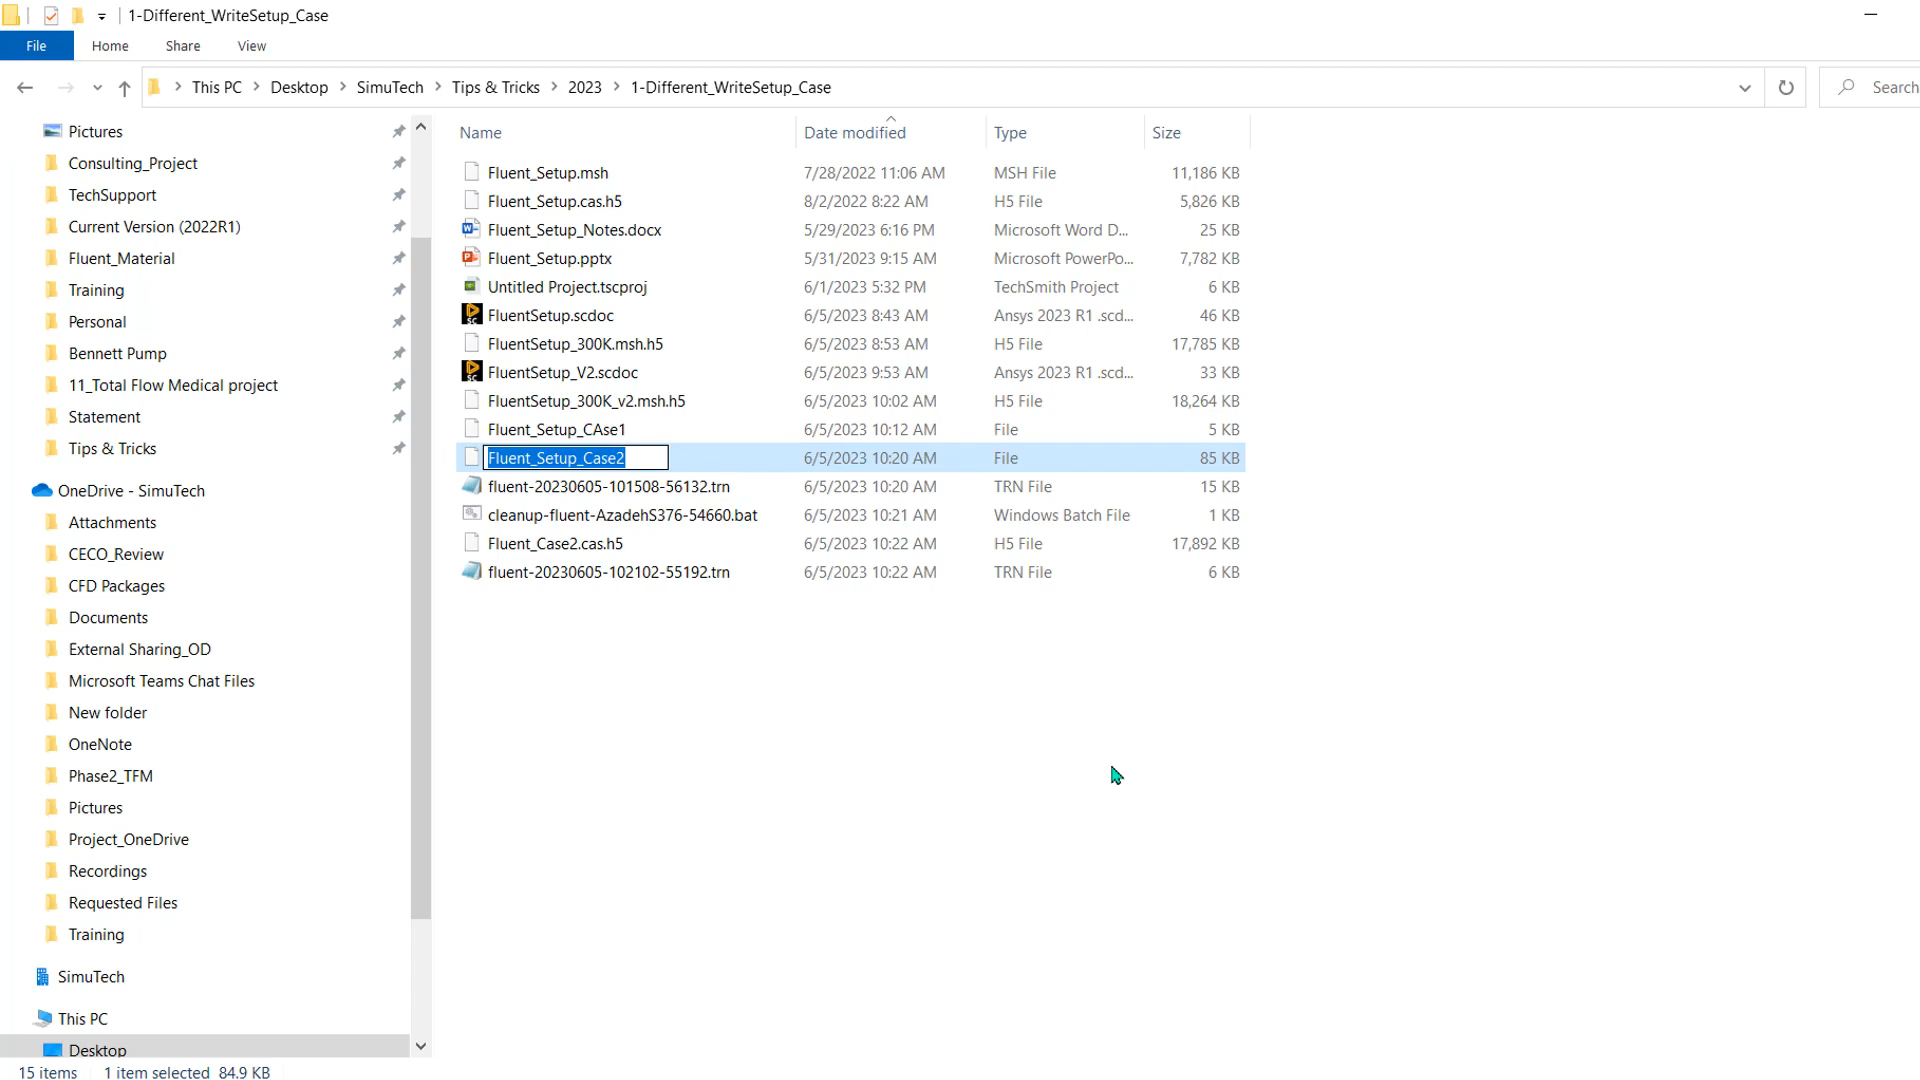 1-Different_WriteSetup_Case
File Home Share View
This PC Desktop SimuTech Tips & Tricks 2023 1-Different_WriteSetup_Case Search
Name Date modified Type Size
Fluent_Setup.msh 7/28/2022 11:06 AM MSH File 11,186 KB
Fluent_Setup.cas.h5 8/2/2022 8:22 AM H5 File 5,826 KB
Fluent_Setup_Notes.docx 5/29/2023 6:16 PM Microsoft Word D... 25 KB
Fluent_Setup.pptx 5/31/2023 9:15 AM Microsoft PowerPo... 7,782 KB
Untitled Project.tscproj 6/1/2023 5:32 PM TechSmith Project 6 KB
FluentSetup.scdoc 6/5/2023 8:43 AM Ansys 2023 R1 .scd... 46 KB
FluentSetup_300K.msh.h5 6/5/2023 8:53 AM H5 File 17,785 KB
FluentSetup_V2.scdoc 6/5/2023 9:53 AM Ansys 2023 R1 .scd... 33 KB
FluentSetup_300K_v2.msh.h5 6/5/2023 10:02 AM H5 File 18,264 KB
Fluent_Setup_CAse1 6/5/2023 10:12 AM File 5 KB
Fluent_Setup_Case2 6/5/2023 10:20 AM File 85 KB
fluent-20230605-101508-56132.trn 6/5/2023 10:20 AM TRN File 15 KB
cleanup-fluent-AzadehS376-54660.bat 6/5/2023 10:21 AM Windows Batch File 1 KB
Fluent_Case2.cas.h5 6/5/2023 10:22 AM H5 File 17,892 KB
fluent-20230605-102102-55192.trn 6/5/2023 10:22 AM TRN File 6 KB
Pictures
Consulting_Project
TechSupport
Current Version (2022R1)
Fluent_Material
Training
Personal
Bennett Pump
11_Total Flow Medical project
Statement
Tips & Tricks
OneDrive - SimuTech
Attachments
CECO_Review
CFD Packages
Documents
External Sharing_OD
Microsoft Teams Chat Files
New folder
OneNote
Phase2_TFM
Pictures
Project_OneDrive
Recordings
Requested Files
Training
SimuTech
This PC
Desktop
15 items 1 item selected 84.9 KB